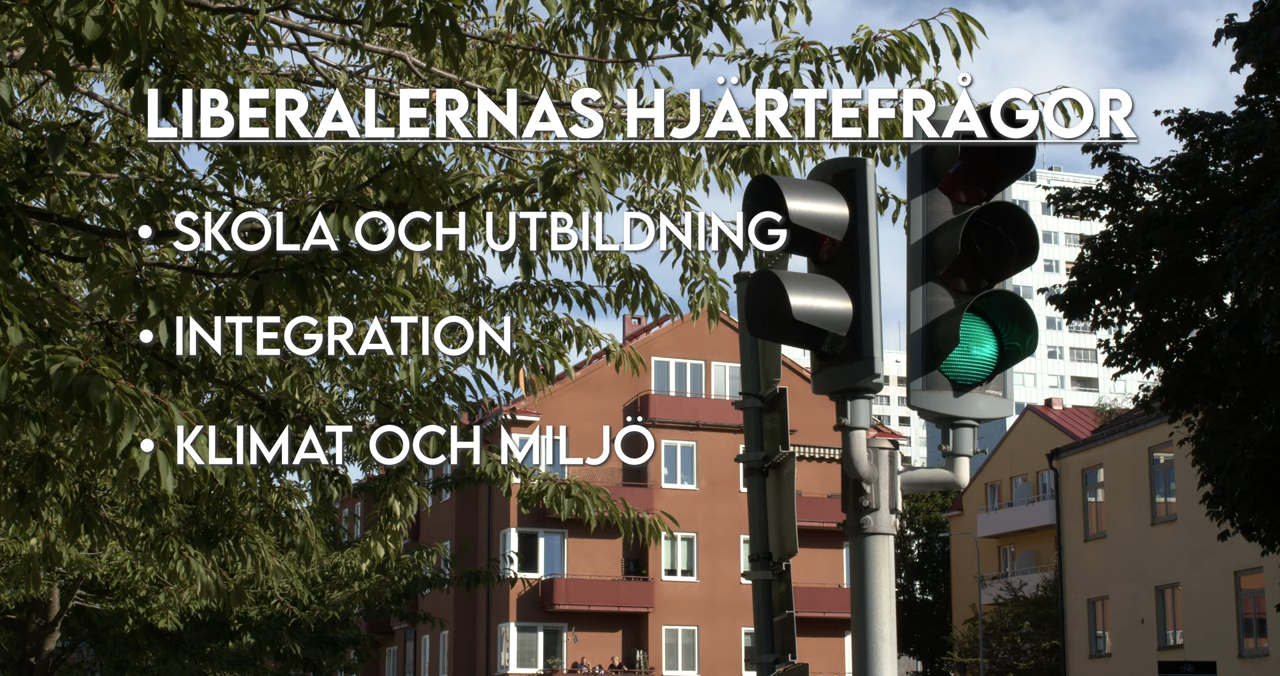 LIBERALERNAS HJÄRTEFRÅGOR
• SKOLA OCH UTBILDNING
• INTEGRATION
• KLIMAT OCH MILJÖ